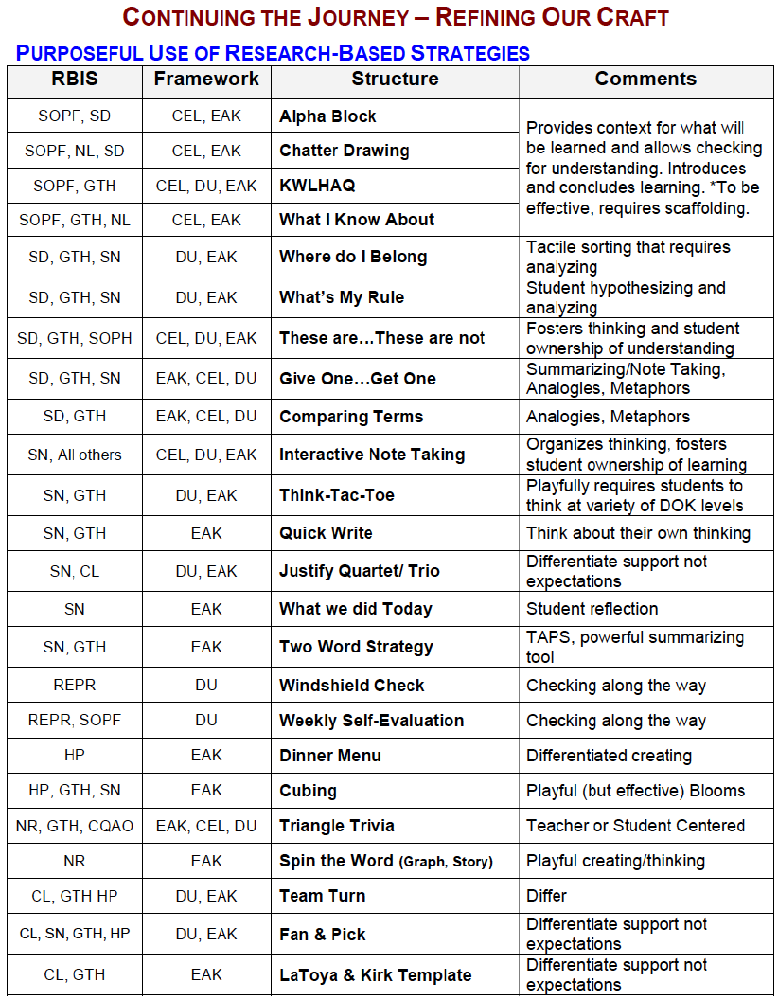 CONTINUING THE JOURNEY – REFINING OUR CRAFT
PURPOSEFUL USE OF RESEARCH-BASED STRATEGIES
RBIS Framework Structure Comments
SOPF, SD CEL, EAK Alpha Block
SOPF, NL, SD CEL, EAK Chatter Drawing
SOPF, GTH CEL, DU, EAK KWLHAQ
SOPF, GTH, NL CEL, EAK What I Know About
Provides context for what will
be learned and allows checking
for understanding. Introduces
and concludes learning. *To be
effective, requires scaffolding.
SD, GTH, SN DU, EAK Where do I Belong Tactile sorting that requires
analyzing
SD, GTH, SN DU, EAK What's My Rule Student hypothesizing and
analyzing
SD, GTH, SOPH CEL, DU, EAK These are…These are not Fosters thinking and student
ownership of understanding
SD, GTH, SN EAK, CEL, DU Give One…Get One Summarizing/Note Taking,
Analogies, Metaphors
SD, GTH EAK, CEL, DU Comparing Terms Analogies, Metaphors
SN, All others CEL, DU, EAK Interactive Note Taking Organizes thinking, fosters
student ownership of learning
SN, GTH DU, EAK Think-Tac-Toe Playfully requires students to
think at variety of DOK levels
SN, GTH EAK Quick Write Think about their own thinking
SN, CL DU, EAK Justify Quartet/ Trio Differentiate support not
expectations
SN EAK What we did Today Student reflection
SN, GTH EAK Two Word Strategy TAPS, powerful summarizing
tool
REPR DU Windshield Check Checking along the way
REPR, SOPF DU Weekly Self-Evaluation Checking along the way
HP EAK Dinner Menu Differentiated creating
HP, GTH, SN EAK Cubing Playful (but effective) Blooms
NR, GTH, CQAO EAK, CEL, DU Triangle Trivia Teacher or Student Centered
NR EAK Spin the Word (Graph, Story) Playful creating/thinking
CL, GTH HP DU, EAK Team Turn Differ
CL, SN, GTH, HP DU, EAK Fan & Pick Differentiate support not
expectations
CL, GTH EAK LaToya & Kirk Template Differentiate support not
expectations